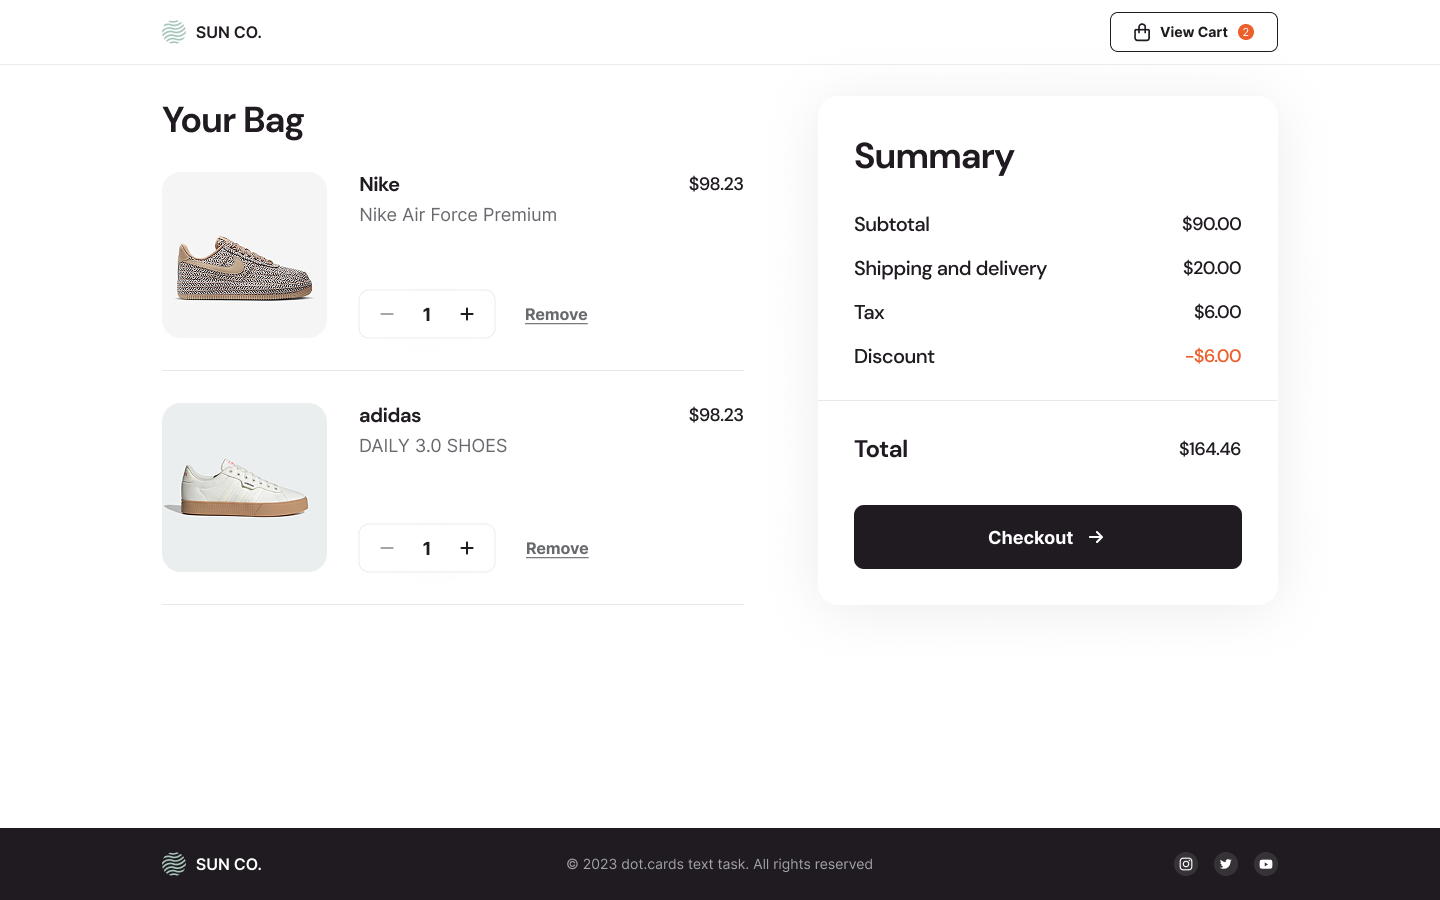 SUN CO.
View Cart 2
Your Bag
Nike $98.23
Nike Air Force Premium
1 Remove
adidas $98.23
DAILY 3.0 SHOES
1 Remove
Summary
Subtotal $90.00
Shipping and delivery $20.00
Tax $6.00
Discount -$6.00
Total $164.46
Checkout →
SUN CO.
© 2023 dot.cards text task. All rights reserved